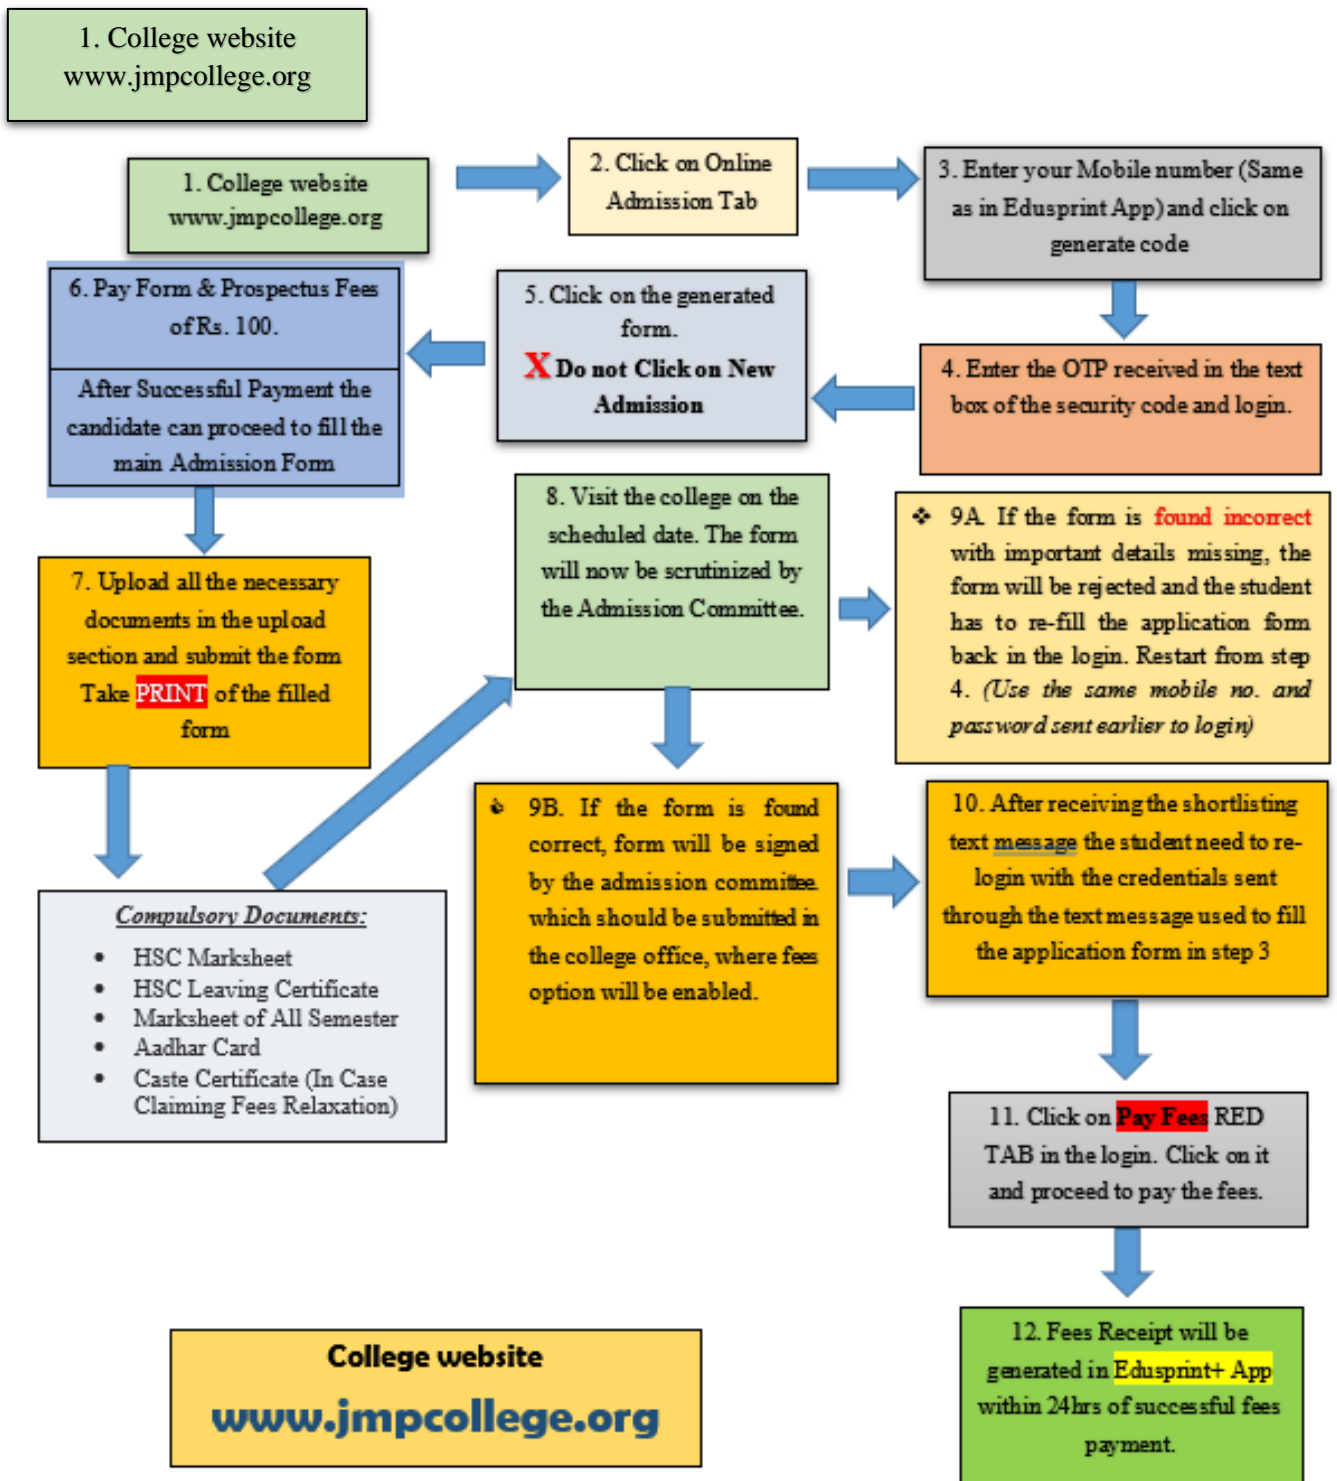 1. College website
www.jmpcollege.org
1. College website
www.jmpcollege.org
2. Click on Online
Admission Tab
3. Enter your Mobile number (Same
as in Edusprint App)and click on
generate code
4. Enter the OTP received in the text
box of the security code and login.
5. Click on the generated
form.
X Do not Click on New
Admission
6. Pay Form & Prospectus Fees
of Rs. 100.
After Successful Payment the
candidate can proceed to fill the
main Admission Form
7. Upload all the necessary
documents in the upload
section and submit the form
Take PRINT of the filled
form
Compulsory Documents:
• HSC Marksheet
• HSC Leaving Certificate
• Marksheet of All Semester
• Aadhar Card
• Caste Certificate (In Case
Claiming Fees Relaxation)
8. Visit the college on the
scheduled date. The form
will now be scrutinized by
the Admission Committee.
❖ 9A. If the form is found incorrect
with important details missing, the
form will be rejected and the student
has to re-fill the application form
back in the login. Restart from step
4. (Use the same mobile no. and
password sent earlier to login)
9B. If the form is found
correct, form will be signed
by the admission committee.
which should be submitted in
the college office, where fees
option will be enabled.
10. After receiving the shortlisting
text message the student need to re-
login with the credentials sent
through the text message used to fill
the application form in step 3
11. Click on Pay Fees RED
TAB in the login. Click on it
and proceed to pay the fees.
12. Fees Receipt will be
generated in Edusprint+ App
within 24hrs of successful fees
payment.
College website
www.jmpcollege.org